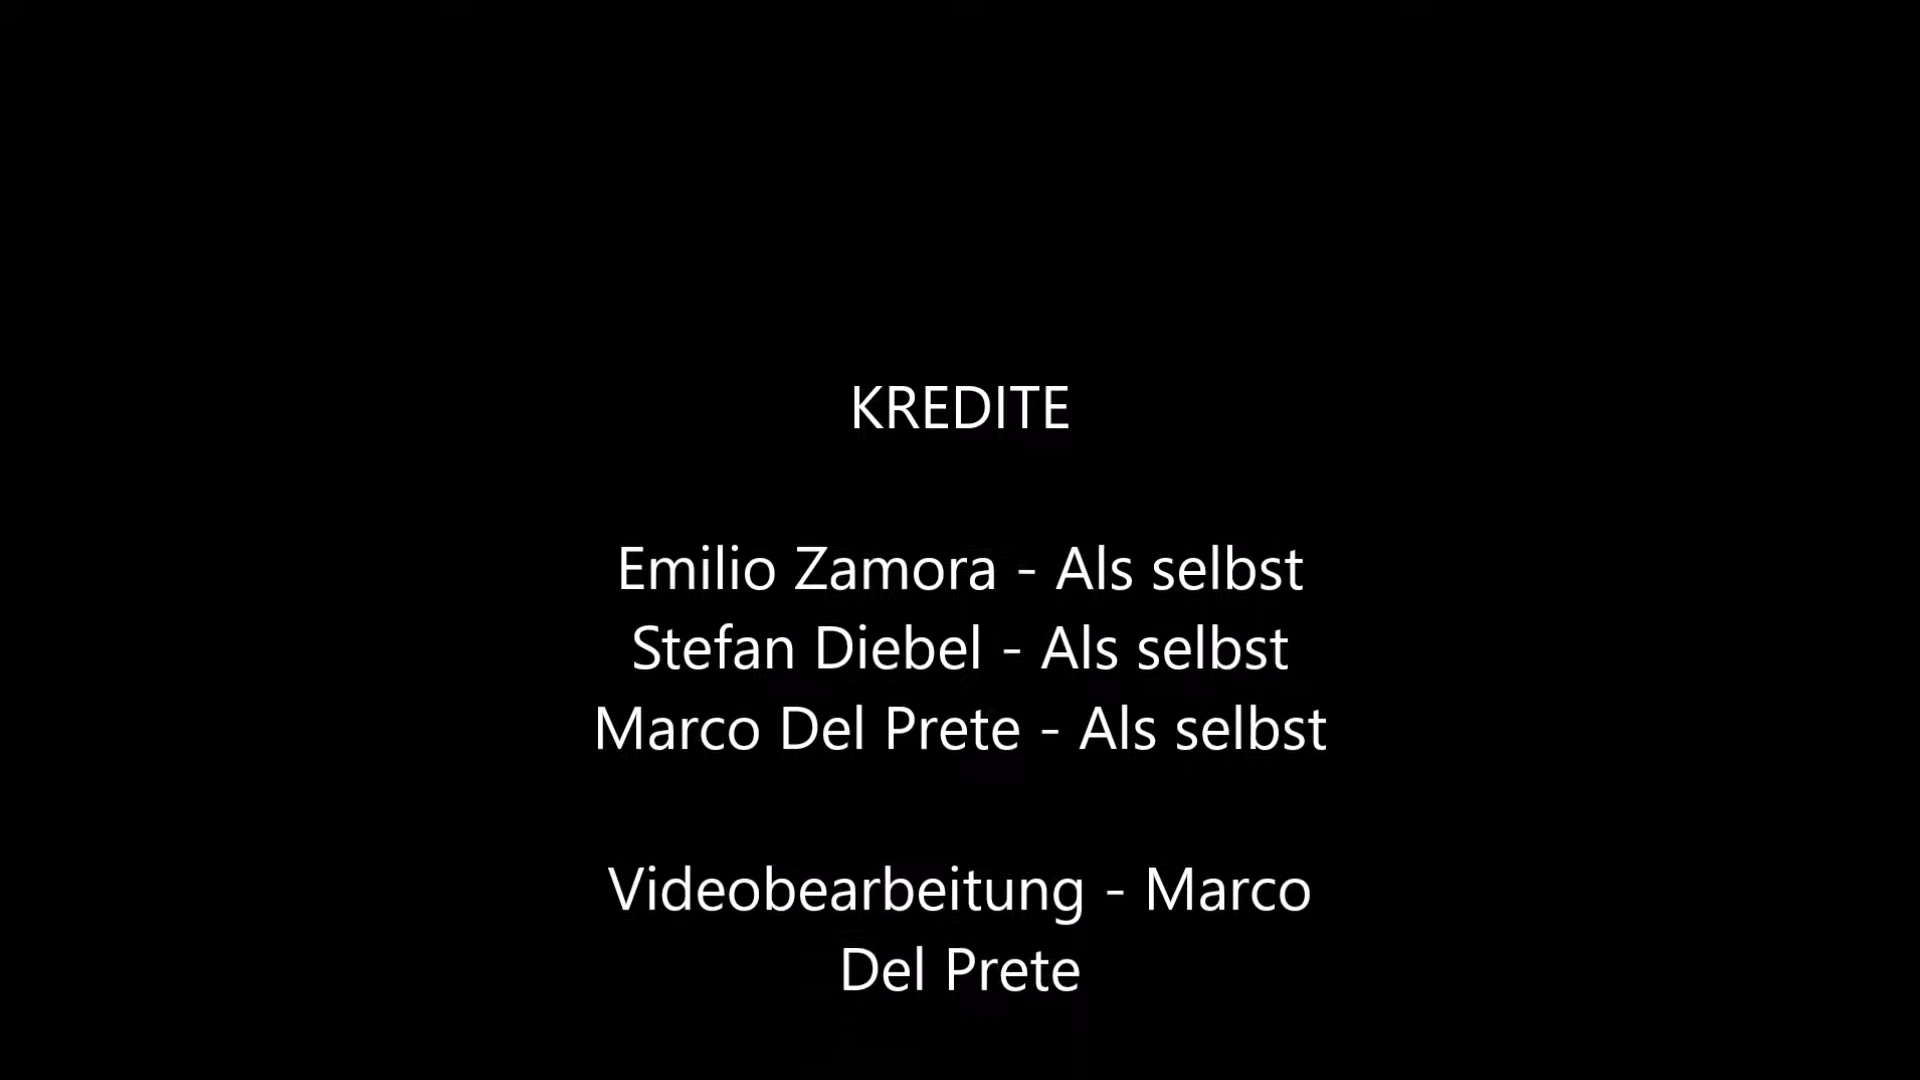 KREDITE
Emilio Zamora - Als selbst
Stefan Diebel - Als selbst
Marco Del Prete - Als selbst
Videobearbeitung - Marco
Del Prete